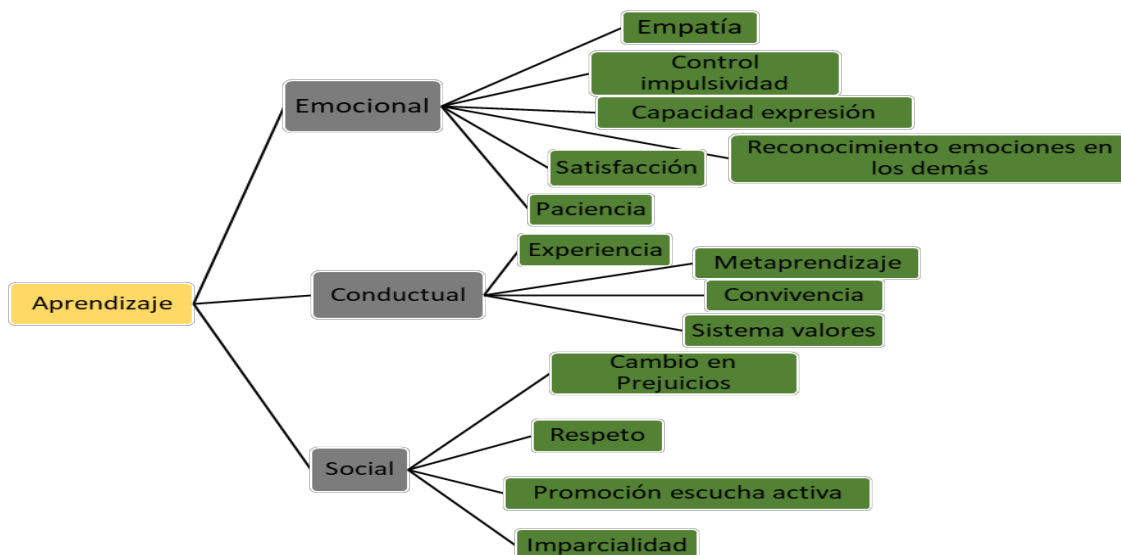 Empatía
Control
impulsividad
Emocional
Capacidad expresión
Reconocimiento emociones en
los demás
Satisfacción
Paciencia
Experiencia
Metaprendizaje
Aprendizaje
Conductual
Convivencia
Sistema valores
Cambio en
Prejuicios
Respeto
Social
Promoción escucha activa
Imparcialidad